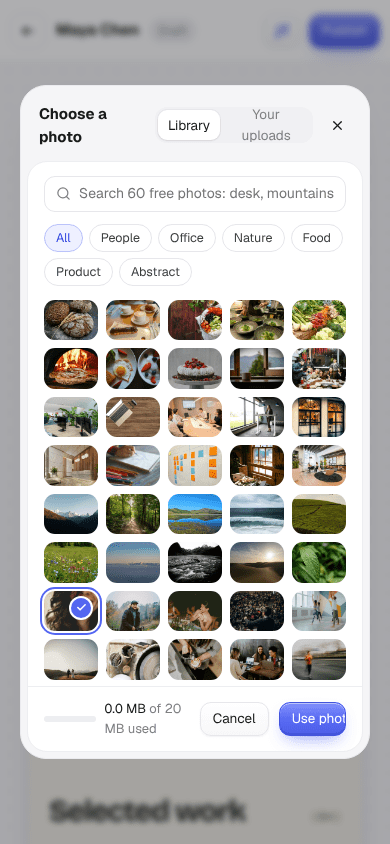 Maya Chen
Choose a
photo
Library
Your
uploads
Search 60 free photos: desk, mountains
All
People
Office
Nature
Food
Product
Abstract
0.0 MB of 20
MB used
Cancel
Use phot
Selected work